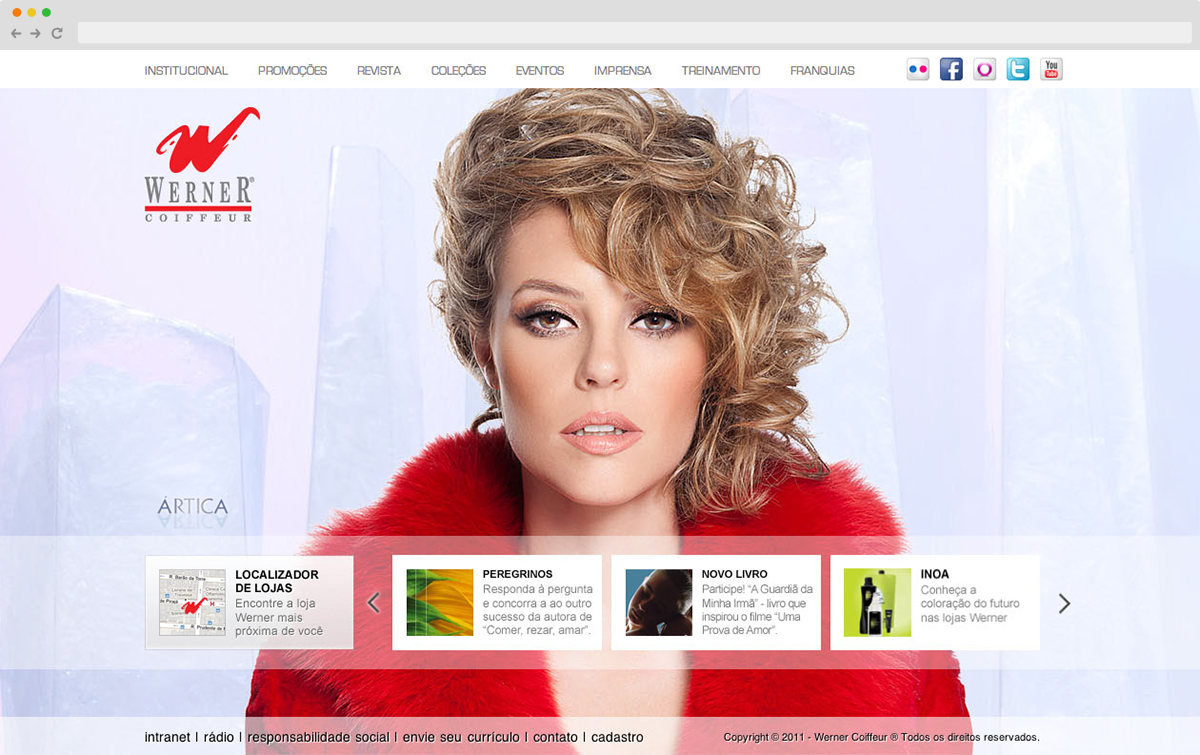 INSTITUCIONAL PROMOÇÕES REVISTA COLEÇÕES EVENTOS IMPRENSA TREINAMENTO FRANQUIAS
You
Tube
WERNER®
COIFFEUR
ÁRTICA
LOCALIZADOR
DE LOJAS
Encontre a loja
Werner mais
próxima de você
PEREGRINOS
Responda à pergunta
e concorra a ao outro
sucesso da autora de
“Comer, rezar, amar”.
NOVO LIVRO
Participe! “A Guardiã da
Minha Irmã” - livro que
inspirou o filme “Uma
Prova de Amor”.
INOA
Conheça a
coloração do futuro
nas lojas Werner
intranet | rádio | responsabilidade social | envie seu currículo | contato | cadastro
Copyright © 2011 - Werner Coiffeur ® Todos os direitos reservados.